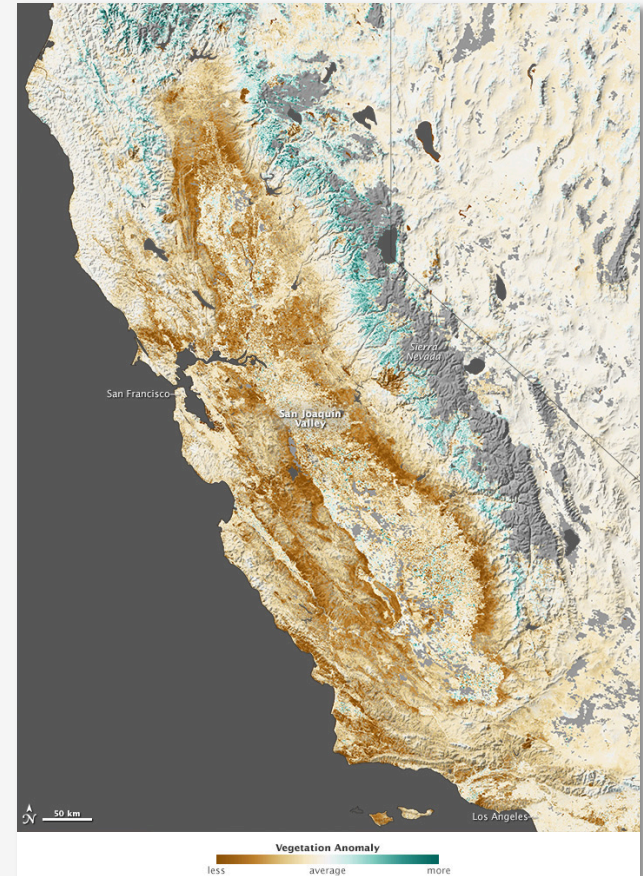 Sierra
Nevada
San Francisco
San Joaquin
Valley
N
50 km
Los Angeles
Vegetation Anomaly
less average more